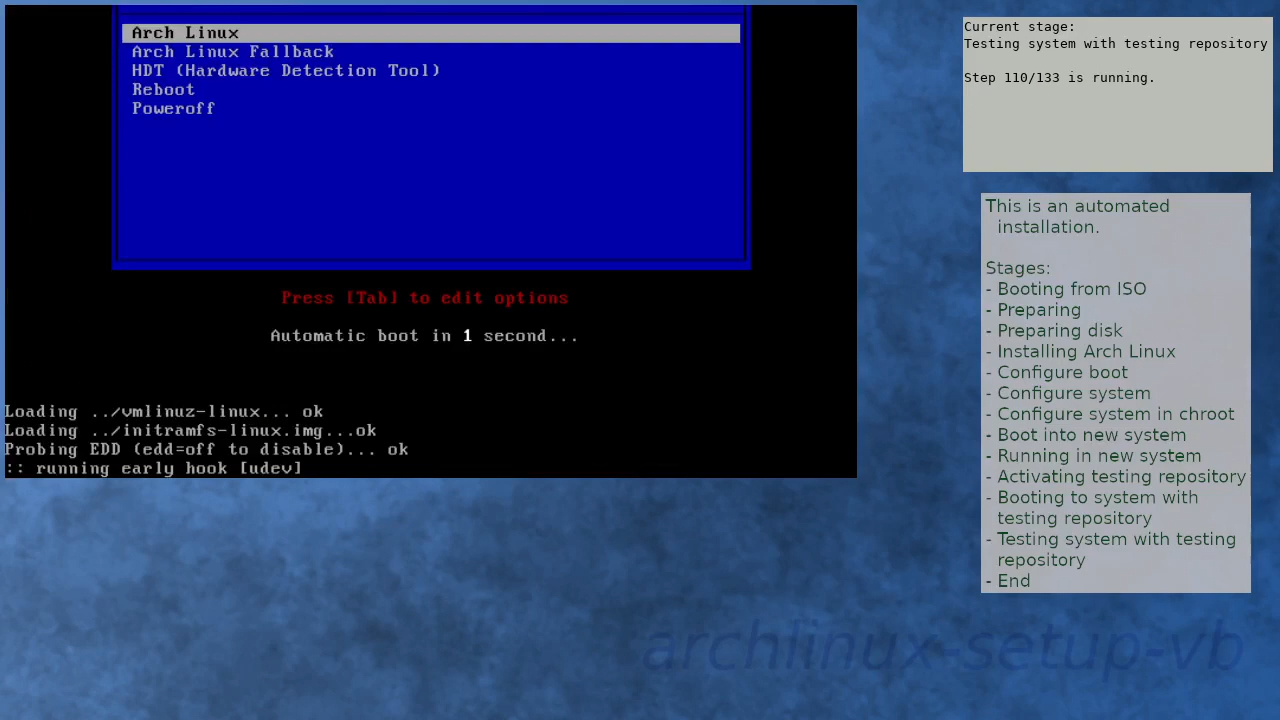 Arch Linux
Arch Linux Fallback
HDT (Hardware Detection Tool)
Reboot
Poweroff
Press [Tab] to edit options
Automatic boot in 1 second...
Loading ../vmlinuz-linux... ok
Loading ../initramfs-linux.img...ok
Probing EDD (edd=off to disable)... ok
:: running early hook [udev]
Current stage:
Testing system with testing repository
Step 110/133 is running.
This is an automated
installation.
Stages:
- Booting from ISO
- Preparing
- Preparing disk
- Installing Arch Linux
- Configure boot
- Configure system
- Configure system in chroot
- Boot into new system
- Running in new system
- Activating testing repository
- Booting to system with
testing repository
- Testing system with testing
repository
- End
archlinux-setup-vb